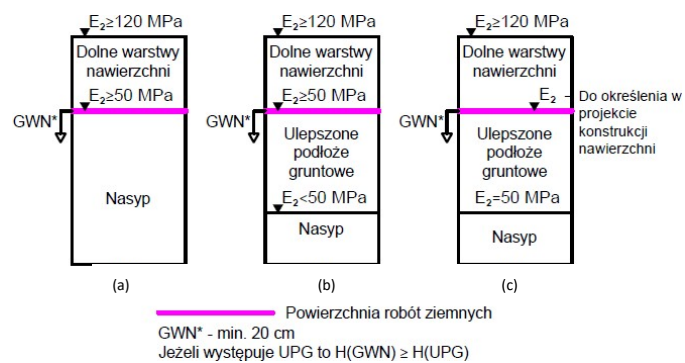 E₂≥120 MPa
Dolne warstwy
nawierzchni
E₂≥50 MPa
GWN*
Nasyp
(a)
E₂≥120 MPa
Dolne warstwy
nawierzchni
E₂≥50 MPa
GWN*
Ulepszone
podłoże
gruntowe
E₂<50 MPa
Nasyp
(b)
E₂≥120 MPa
Dolne warstwy
nawierzchni
E₂
GWN*
Ulepszone
podłoże
gruntowe
E₂=50 MPa
Nasyp
(c)
Do określenia w
projekcie
konstrukcji
nawierzchni
Powierzchnia robót ziemnych
GWN* - min. 20 cm
Jeżeli występuje UPG to H(GWN) ≥ H(UPG)